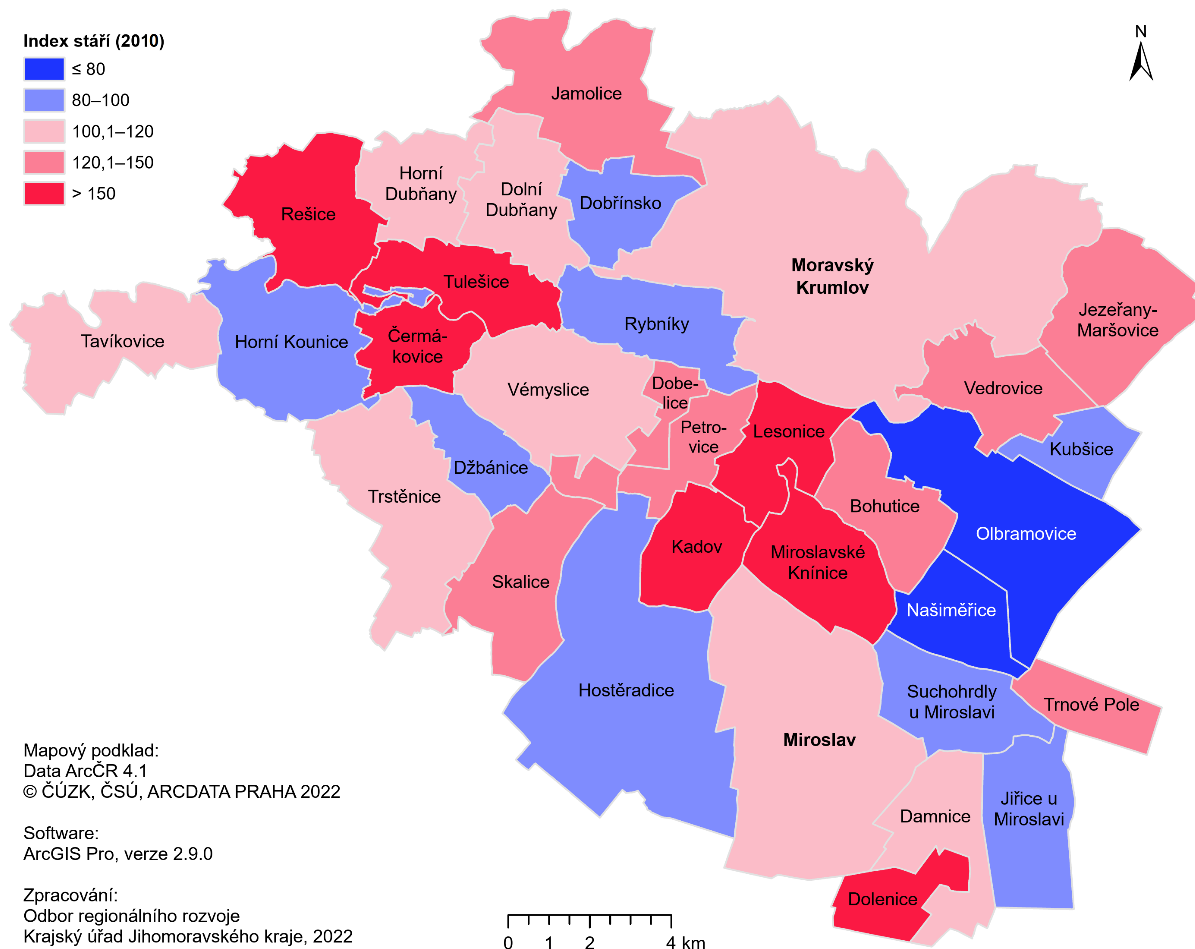 Index stáří (2010)
≤ 80
80–100
100,1–120
120,1–150
> 150
N
Jamolice
Horní
Dubňany
Dolní
Dubňany
Dobřínsko
Rešice
Moravský
Krumlov
Tulešice
Jezeřany-
Maršovice
Rybníky
Tavíkovice
Horní Kounice
Čermá-
kovice
Vémyslice
Dobe-
lice
Vedrovice
Petro-
vice
Lesonice
Kubšice
Džbánice
Trstěnice
Bohutice
Olbramovice
Kadov
Miroslavské
Knínice
Skalice
Našiměřice
Hostěradice
Suchohrdly
u Miroslavi
Trnové Pole
Miroslav
Damnice
Jiřice u
Miroslavi
Dolenice
Mapový podklad:
Data ArcČR 4.1
© ČÚZK, ČSÚ, ARCDATA PRAHA 2022
Software:
ArcGIS Pro, verze 2.9.0
Zpracování:
Odbor regionálního rozvoje
Krajský úřad Jihomoravského kraje, 2022
0 1 2 4 km